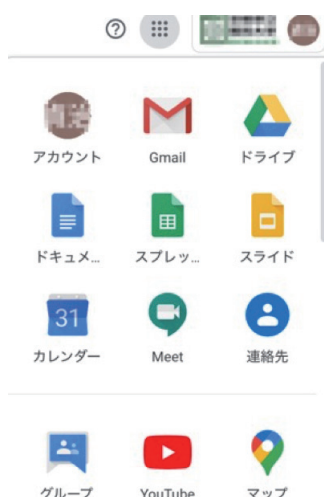 アカウント Gmail ドライブ
ドキュメ... スプレッ... スライド
31
カレンダー Meet 連絡先
グループ YouTube マップ